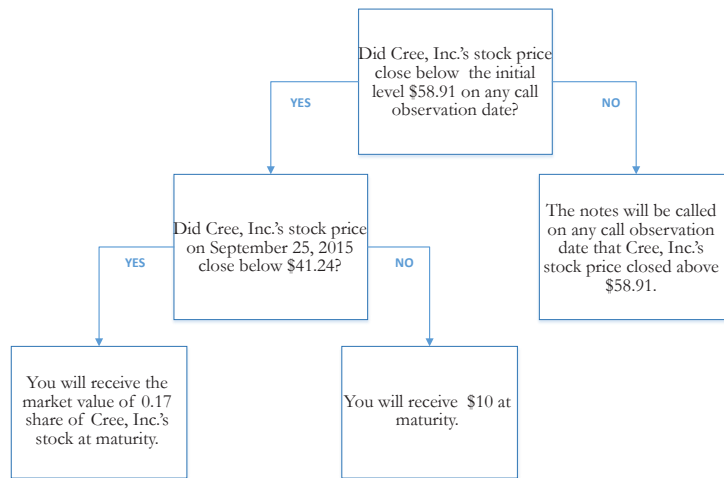 Did Cree, Inc.'s stock price
close below the initial
level $58.91 on any call
observation date?
YES
NO
Did Cree, Inc.'s stock price
on September 25, 2015
close below $41.24?
The notes will be called
on any call observation
date that Cree, Inc.'s
stock price closed above
$58.91.
YES
NO
You will receive the
market value of 0.17
share of Cree, Inc.'s
stock at maturity.
You will receive $10 at
maturity.